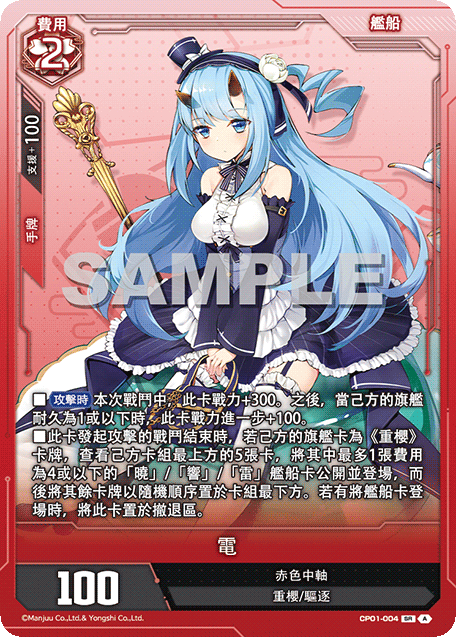 費用
艦船
2
支援+100
手牌
SAMPLE
■ 攻擊時 本次戰鬥中，此卡戰力+300。之後，當己方的旗艦
耐久為1或以下時，此卡戰力進一步+100。
■此卡發起攻擊的戰鬥結束時，若己方的旗艦卡為《重櫻》
卡牌，查看己方卡組最上方的5張卡，將其中最多1張費用
為4或以下的「曉」/「響」/「雷」艦船卡公開並登場，而
後將其餘卡牌以隨機順序置於卡組最下方。若有將艦船卡登
場時，將此卡置於撤退區。
電
100
赤色中軸
重櫻/驅逐
©Manjuu Co.,Ltd.& Yongshi Co.,Ltd.
CP01-004 SR A